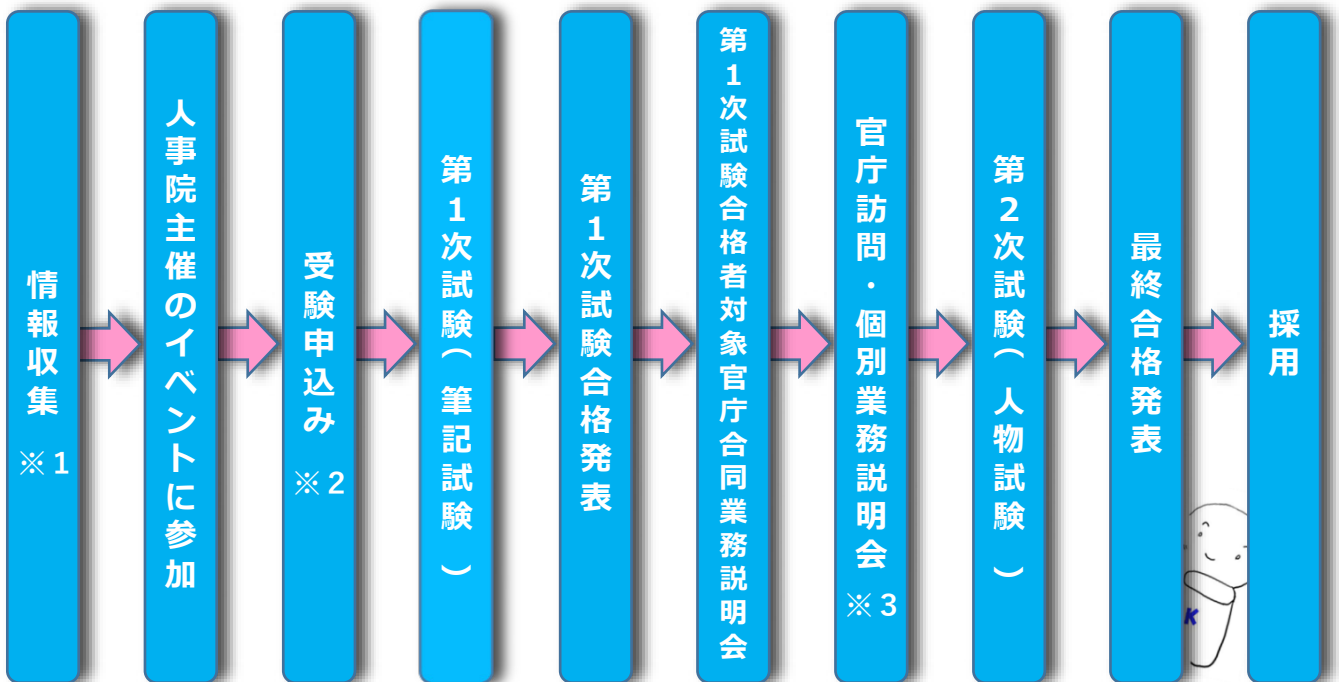 情報収集 ※1
人事院主催のイベントに参加
受験申込み ※2
第1次試験(筆記試験)
第1次試験合格発表
第1次試験合格者対象官庁合同業務説明会
官庁訪問・個別業務説明会 ※3
第2次試験(人物試験)
最終合格発表
採用
K